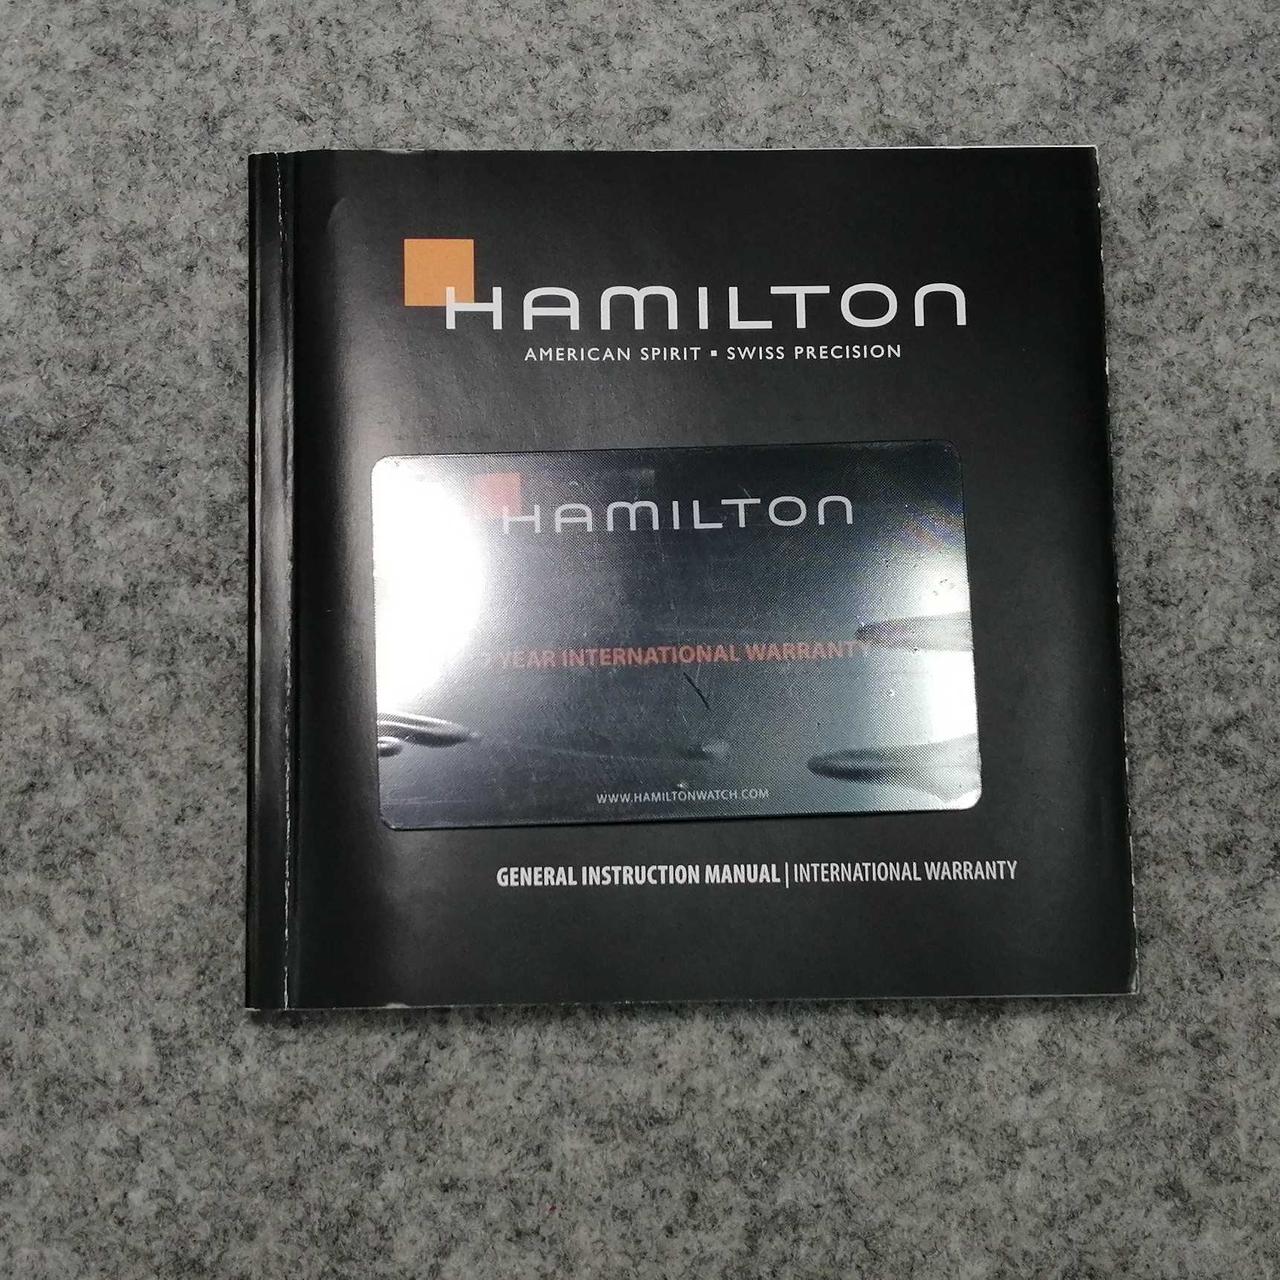 HAMILTON
AMERICAN SPIRIT ▪ SWISS PRECISION
HAMILTON
YEAR INTERNATIONAL WARRANTY
WWW.HAMILTONWATCH.COM
GENERAL INSTRUCTION MANUAL | INTERNATIONAL WARRANTY